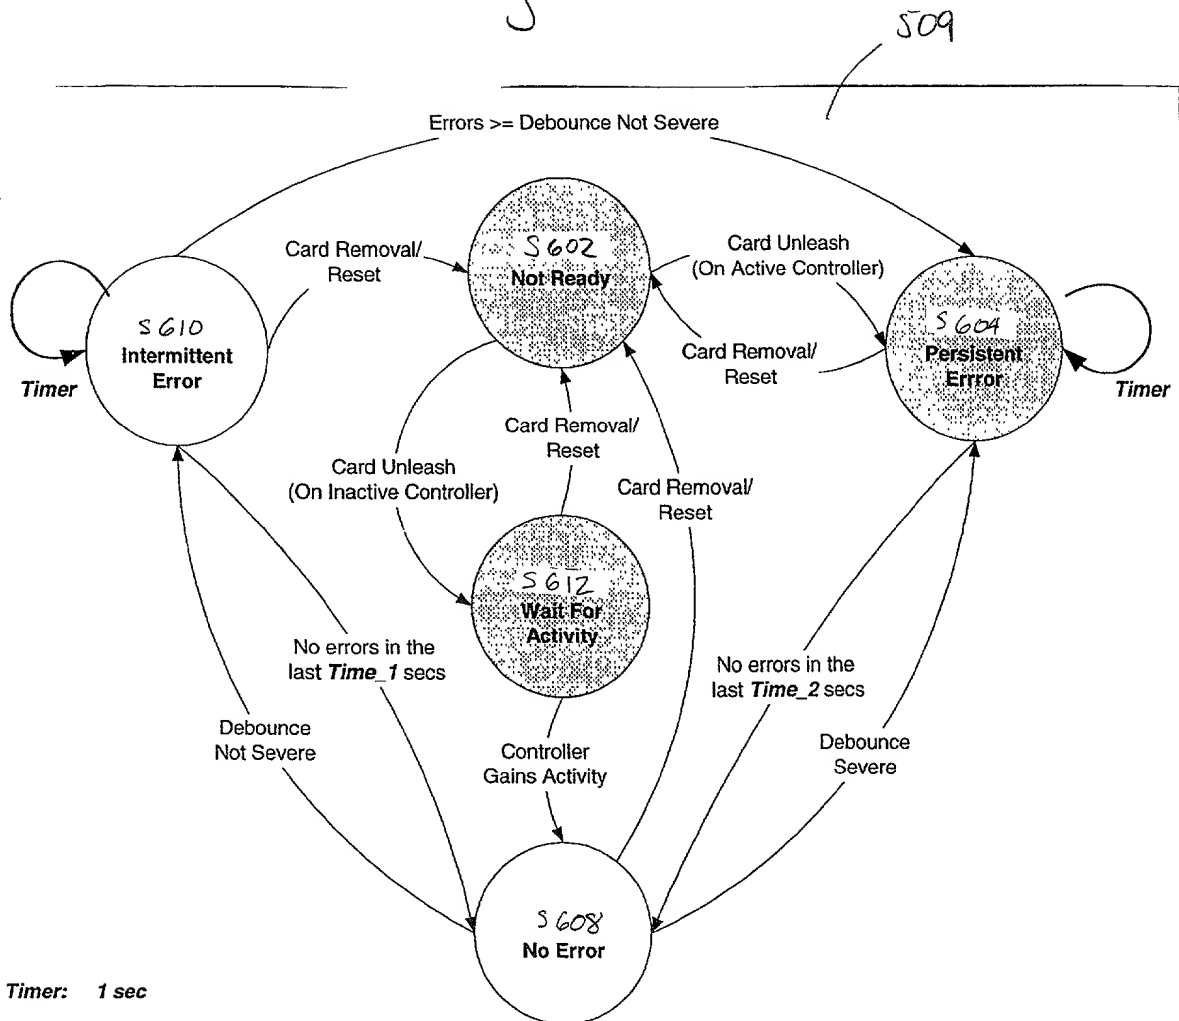 509
Errors >= Debounce Not Severe
Card Removal/
Reset
S602
Not Ready
Card Unleash
(On Active Controller)
S610
Intermittent
Error
Timer
Card Removal/
Reset
S604
Persistent
Errror
Timer
Card Removal/
Reset
Card Unleash
(On Inactive Controller)
Card Removal/
Reset
S612
Wait For
Activity
No errors in the
last Time_1 secs
No errors in the
last Time_2 secs
Debounce
Not Severe
Controller
Gains Activity
Debounce
Severe
S608
No Error
Timer: 1 sec